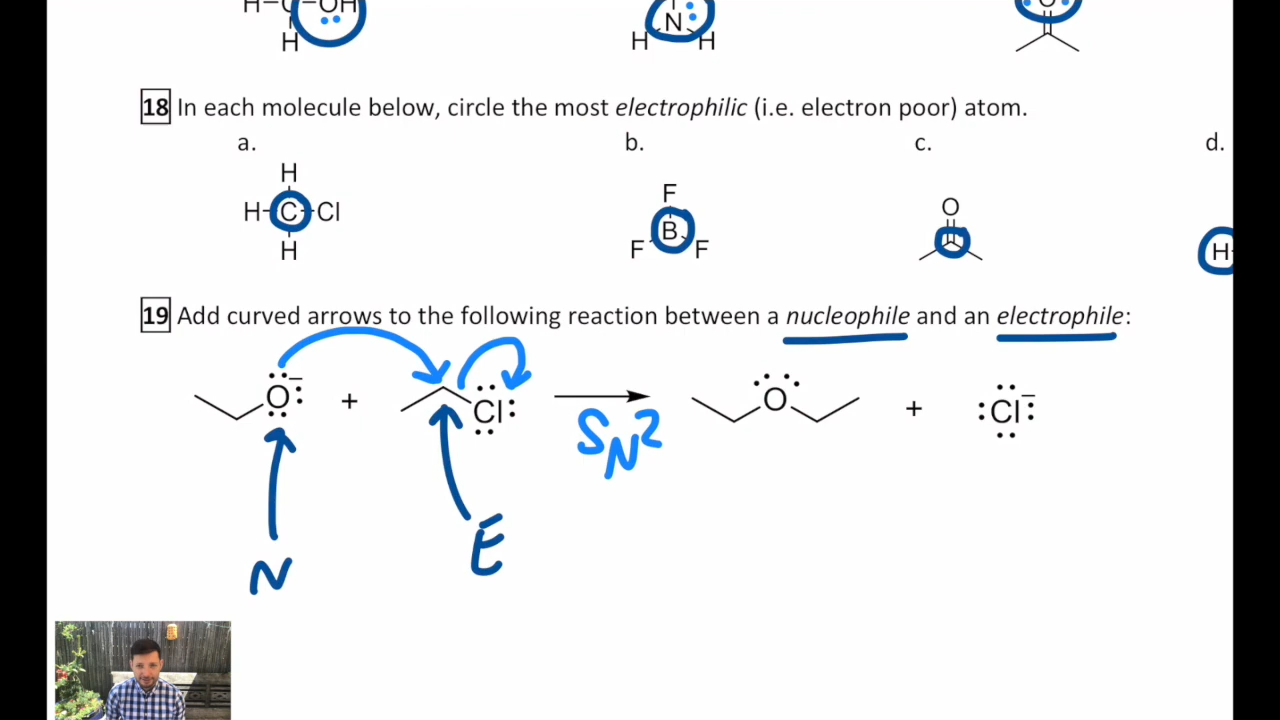 H–C–OH
H
N
H H
O
18 In each molecule below, circle the most electrophilic (i.e. electron poor) atom.
a. b. c. d.
H
H–C–Cl
H
F
B
F F
O
H
19 Add curved arrows to the following reaction between a nucleophile and an electrophile:
O− + Cl O + Cl−
SN2
N E